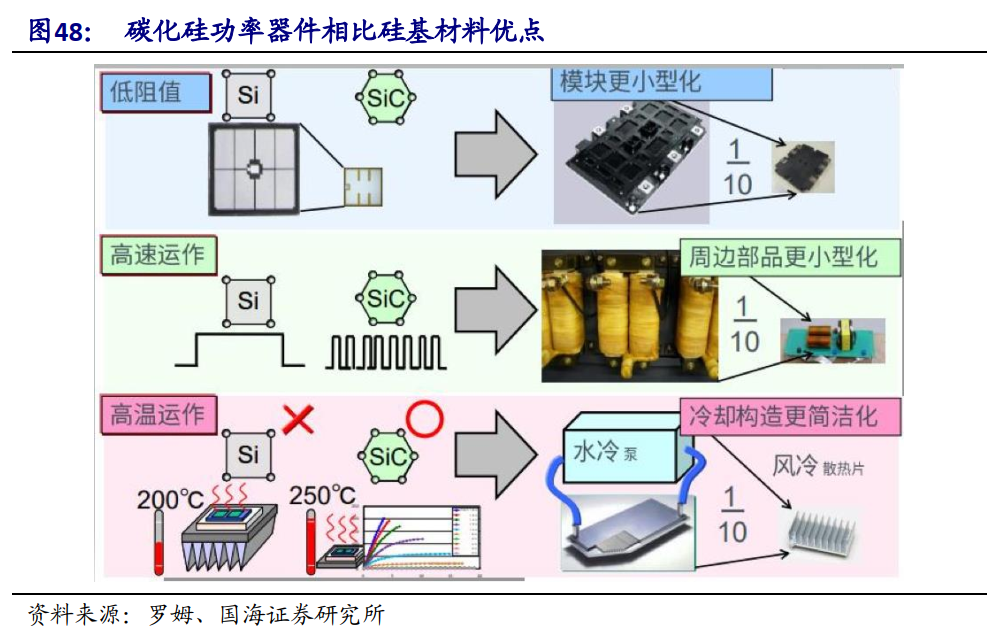 图48： 碳化硅功率器件相比硅基材料优点
低阻值
Si
SiC
模块更小型化
1
10
高速运作
Si
SiC
周边部品更小型化
1
10
高温运作
Si
SiC
200℃
250℃
冷却构造更简洁化
水冷 泵
风冷 散热片
1
10
资料来源：罗姆、国海证券研究所